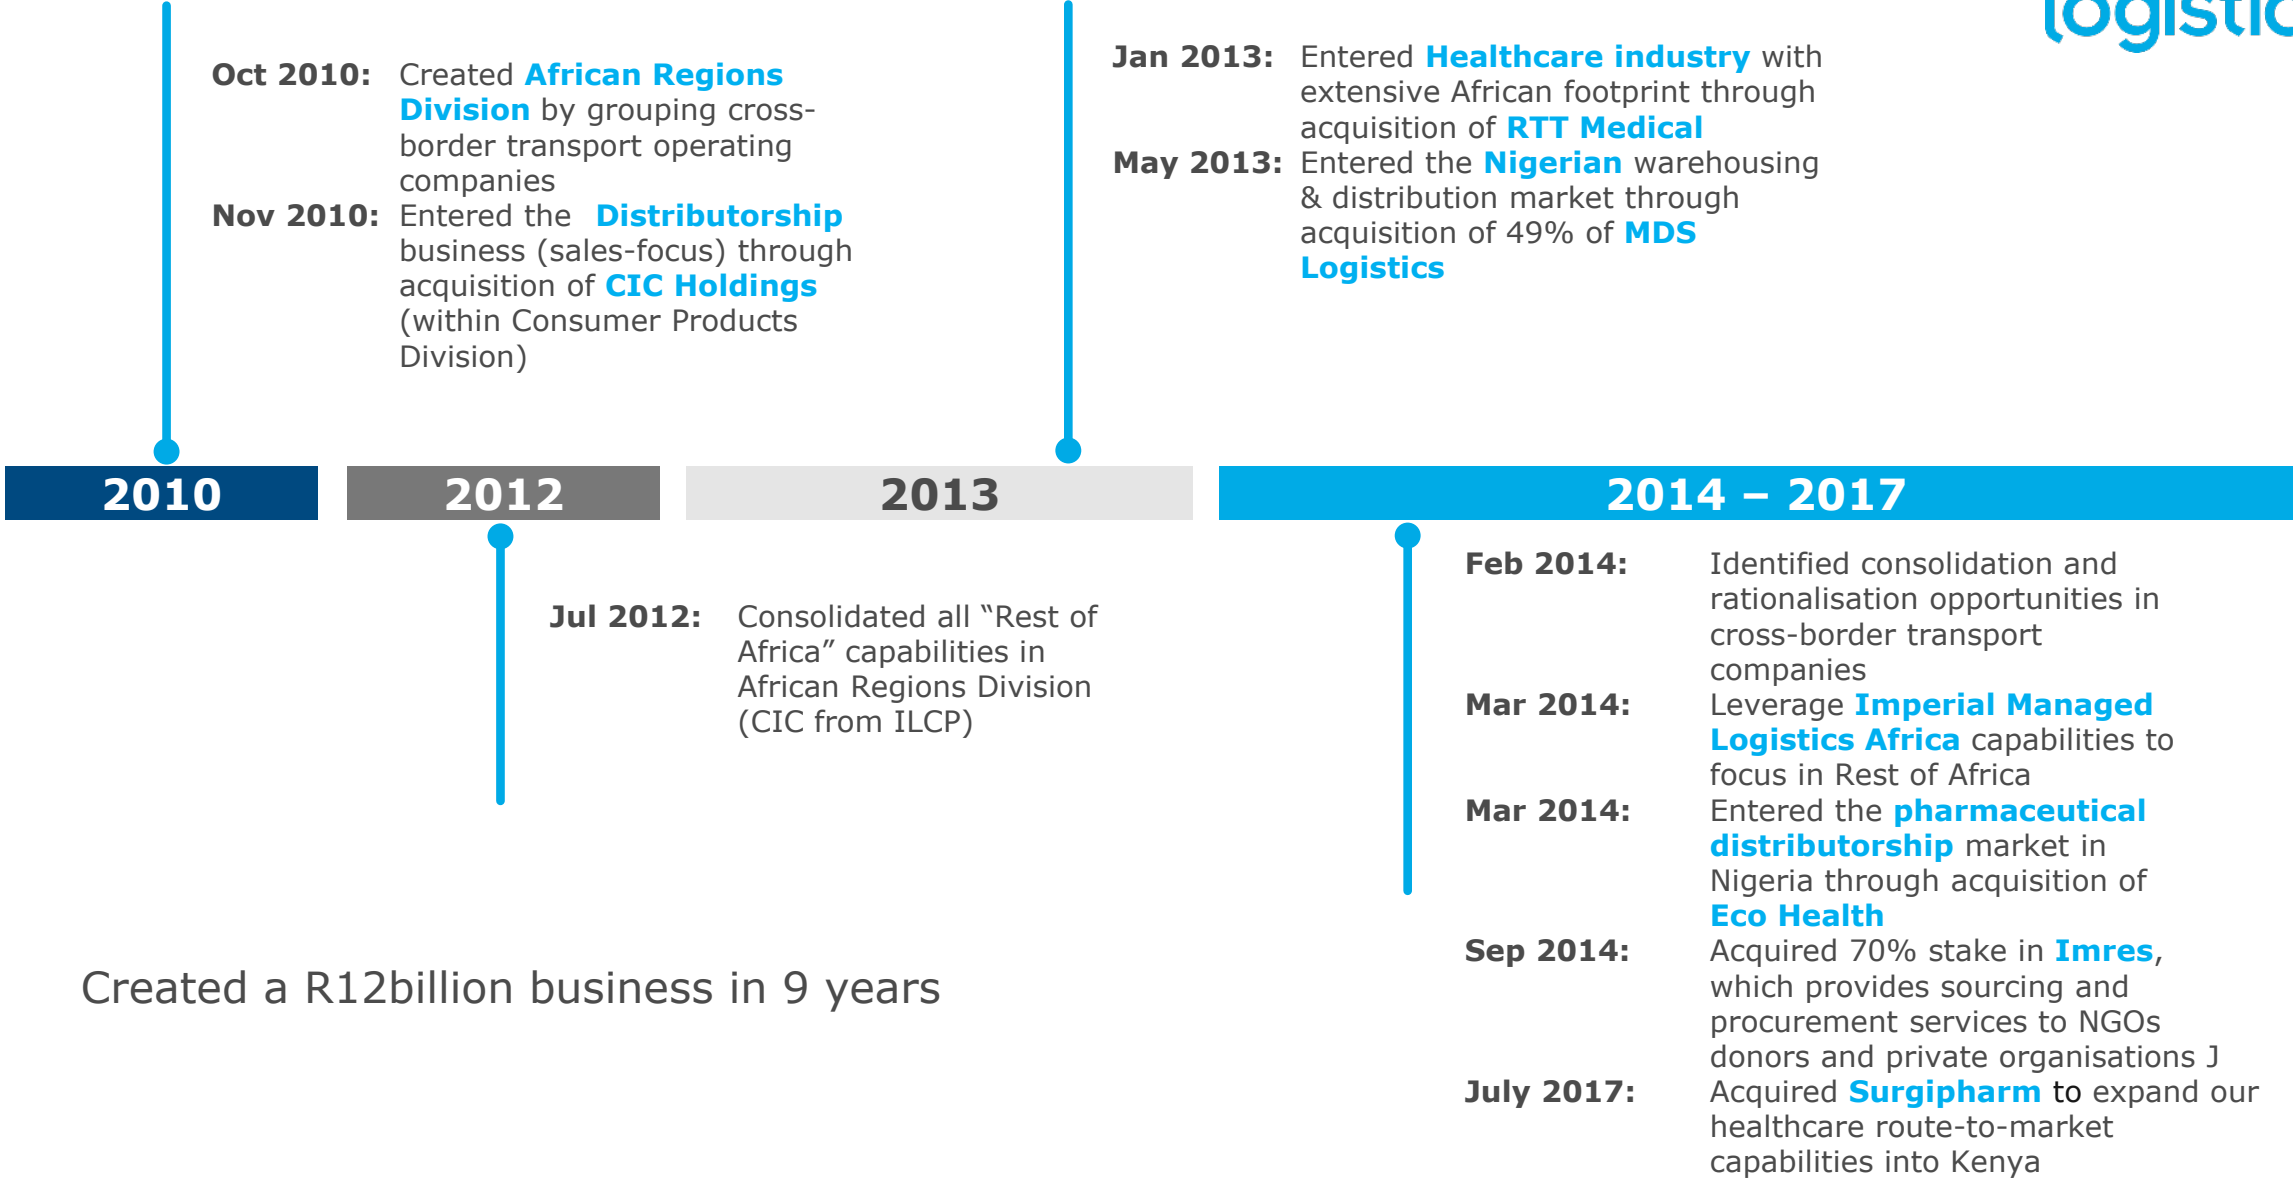 logistic
Oct 2010: Created African Regions
Division by grouping cross-
border transport operating
companies
Nov 2010: Entered the Distributorship
business (sales-focus) through
acquisition of CIC Holdings
(within Consumer Products
Division)
Jan 2013: Entered Healthcare industry with
extensive African footprint through
acquisition of RTT Medical
May 2013: Entered the Nigerian warehousing
& distribution market through
acquisition of 49% of MDS
Logistics
2010
2012
2013
2014 – 2017
Jul 2012: Consolidated all “Rest of
Africa” capabilities in
African Regions Division
(CIC from ILCP)
Feb 2014: Identified consolidation and
rationalisation opportunities in
cross-border transport
companies
Mar 2014: Leverage Imperial Managed
Logistics Africa capabilities to
focus in Rest of Africa
Mar 2014: Entered the pharmaceutical
distributorship market in
Nigeria through acquisition of
Eco Health
Sep 2014: Acquired 70% stake in Imres,
which provides sourcing and
procurement services to NGOs
donors and private organisations J
July 2017: Acquired Surgipharm to expand our
healthcare route-to-market
capabilities into Kenya
Created a R12billion business in 9 years